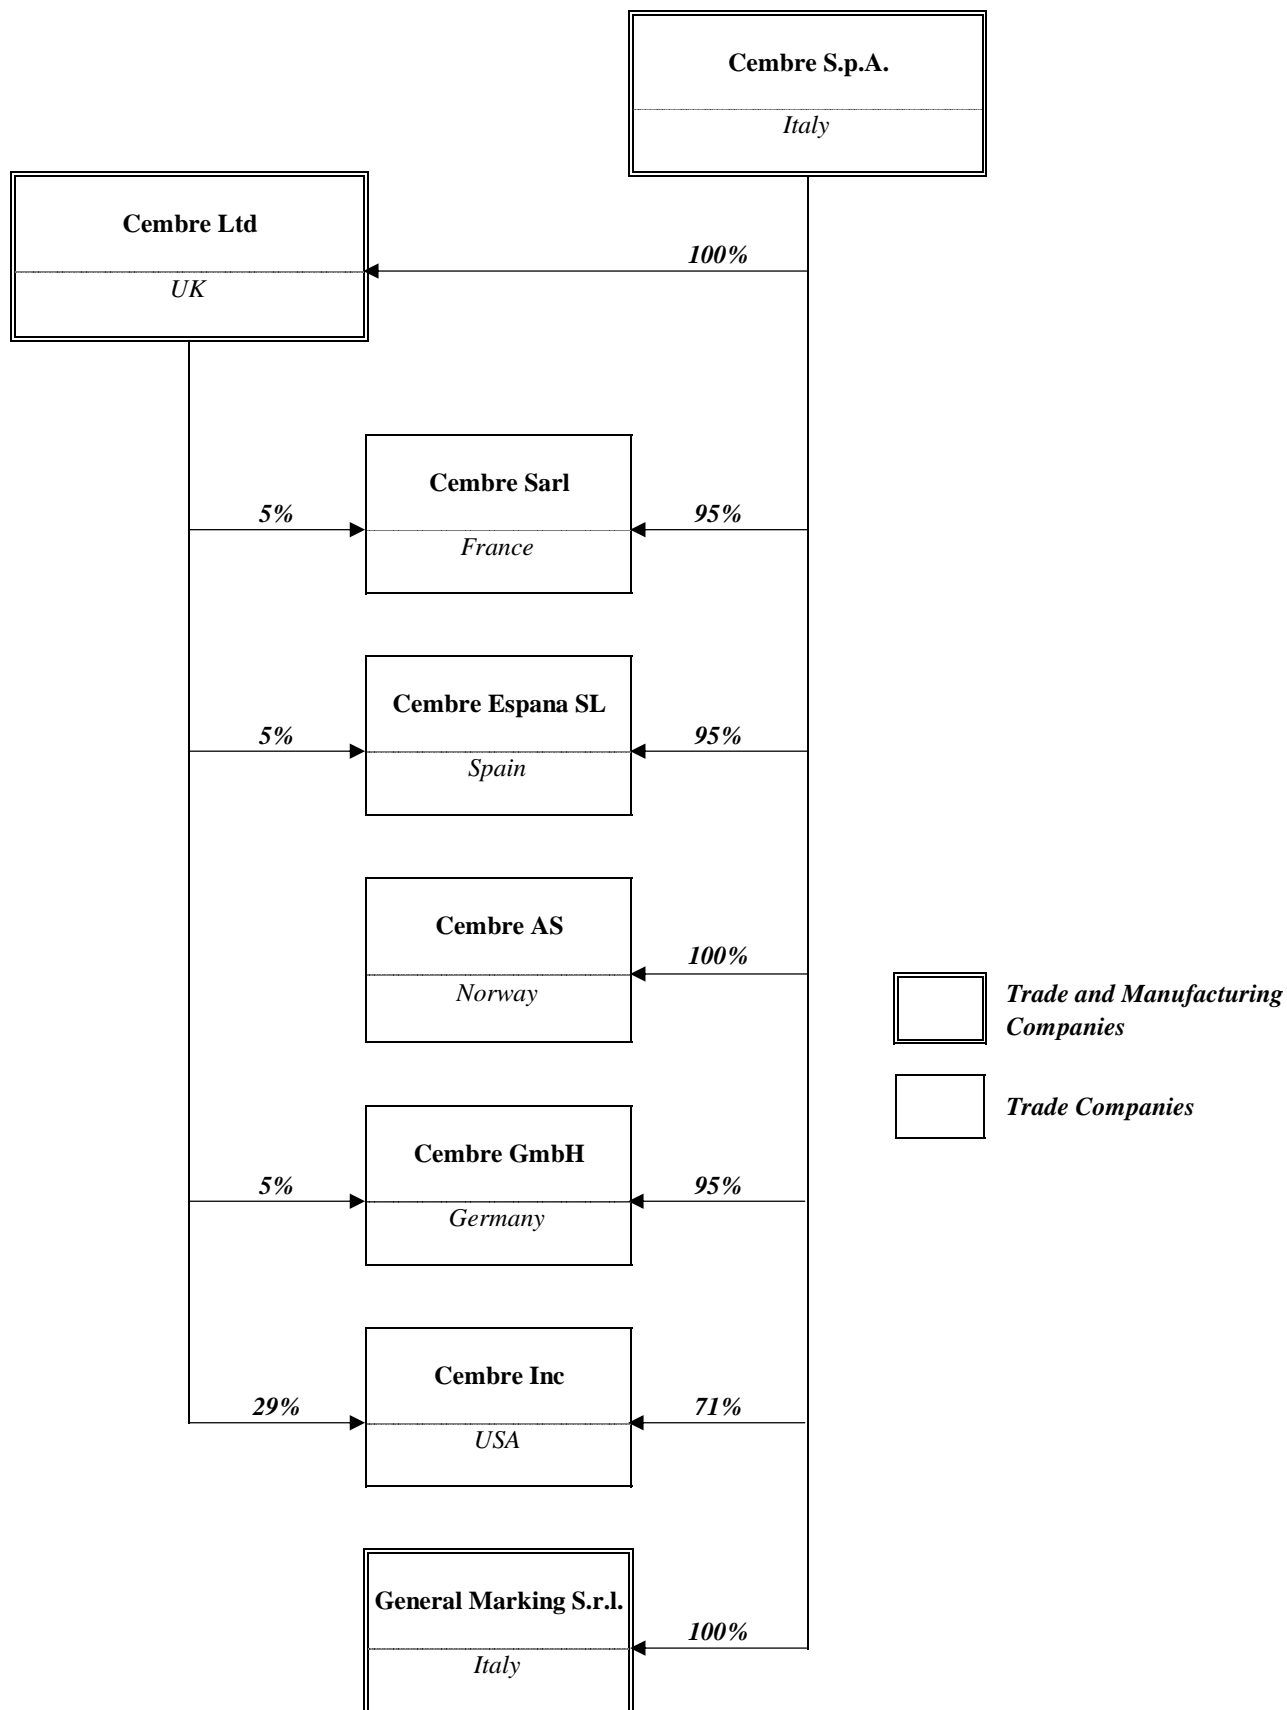 Cembre S.p.A.
Italy
Cembre Ltd
UK
100%
Cembre Sarl
France
5%
95%
Cembre Espana SL
Spain
5%
95%
Cembre AS
Norway
100%
Trade and Manufacturing
Companies
Trade Companies
Cembre GmbH
Germany
5%
95%
Cembre Inc
USA
29%
71%
General Marking S.r.l.
Italy
100%